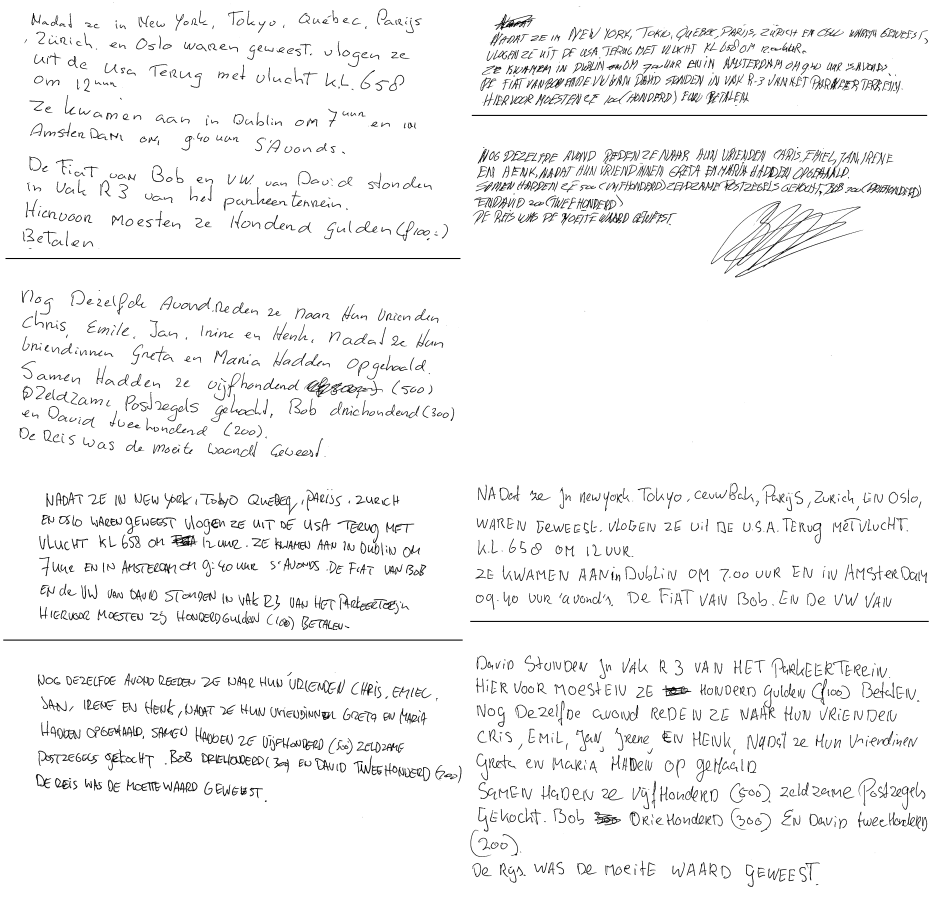 Nadat ze in New York, Tokyo, Québec, Parijs
, Zürich en Oslo waren geweest. vlogen ze
uit de Usa Terug met vlucht K.L. 658
om 12 uur
Ze kwamen aan in Dublin om 7 uur en in
AmsterDam om 9:40 uur S'Avonds.
De Fiat van Bob en VW van David stonden
in Vak R 3 van het parkeerterrein.
Hiervoor Moesten ze Honderd gulden (f100,=)
Betalen.
Nog Dezelfde Avond. Reden ze Naar Hun Vrienden
Chris, Emile, Jan, Irine en Henk, Nadat ze Hun
Vriendinnen Greta en Maria Hadden opgehaald.
Samen Hadden ze vijfhonderd (500)
Zeldzame Postzegels gekocht, Bob driehonderd (300)
en David tweehonderd (200).
De Reis was de moeite waardt Geweest.
NADAT ZE IN NEW YORK, TOKYO QUEBEQ, PARIJS. ZURICH
EN OSLO WAREN GEWEEST VLOGEN ZE UIT DE USA TERUG MET
VLUCHT KL 658 OM 12 UUR. ZE KWAMEN AAN IN DUBLIN OM
7 UUR EN IN AMSTERDAM OM 9:40 UUR S'AVONDS. DE FIAT VAN BOB
EN de VW VAN DAVID STONDEN IN VAK R3 VAN HET
HIERVOOR MOESTEN ZIJ HONDERD GULDEN (100) BETALEN-
NOG DEZELFDE AVOND REEDEN ZE NAAR HUN VRIENDEN CHRIS, EMIEL,
JAN, IRENE EN HENK, NADAT ZE HUN VRIENDINNEN GRETA EN MARIA
HADDEN OPGEHAALD, SAMEN HADDEN ZE VIJFHONDERD (500) ZELDZAME
POSTZEGELS GEKOCHT. BOB DRIEHONDERD (300) EN DAVID TWEEHONDERD (200)
DE REIS WAS DE MOEITE WAARD GEWEEST.
NADAT ZE IN NEW YORK, TOKIO, QUEBEC, PARIJS, ZURICH EN OSLO WAREN GEWEEST,
VLOGEN ZE UIT DE USA TERUG MET VLUCHT KL 658 OM 12 UUR.
ZE KWAMEN IN DUBLIN OM 7 UUR EN IN AMSTERDAM OM 9 40 UUR S AVONDS.
DE FIAT VAN BOB EN DE VW VAN DAVID STONDEN IN VAK R-3 VAN HET PARKEERTERREIN.
HIERVOOR MOESTEN ZE 100 (HONDERD) BETALEN.
NOG DEZELFDE AVOND REDEN ZE NAAR HUN VRIENDEN CHRIS, EMIEL, JAN, IRENE
EN HENK, NADAT HUN VRIENDINNEN GRETA EN MARIA HADDEN OPGEHAALD.
SAMEN HADDEN ZE 500 (VIJFHONDERD) ZELDZAME POSTZEGELS GEKOCHT, BOB 300 (DRIEHONDERD)
EN DAVID 200 (TWEEHONDERD)
DE REIS WAS DE MOEITE WAARD GEWEEST.
NADat ze In newyork. Tokyo. Parijs, Zurich, EN Oslo,
WAREN GEWEESt. VLOGEN ZE Uit DE U.S.A. TERUG MET VLUCHT.
K.L. 658 OM 12 UUR.
ZE KWAMEN AAN in Dublin OM 7.00 UUR EN in AMSterDam
09.40 UUR 'avond's. De FiAT VAN Bob. EN De VW VAN
David StoNDEN In VAK R 3 VAN HET PArKEERTerein.
HiER VOOR MOESTEN ZE HONDERD gulden (f100) BetALEN.
Nog Dezelfde avond REDEN ZE NAAR HUN VRIENDEN
CRIS, EMIL, Jan, Irene, EN HENK, NaDat ze Hun Vriendinen
Greta en MARIA HADEN OP geHaalD
SAMEN HaDEN ze vijfHonderD (500). zeldzame Postzegels
GEKOCHT. Bob DrieHonderD (300) EN David tweeHonderD
(200).
De Rijs. WAS De MOEITE WAARD GEWEEST.